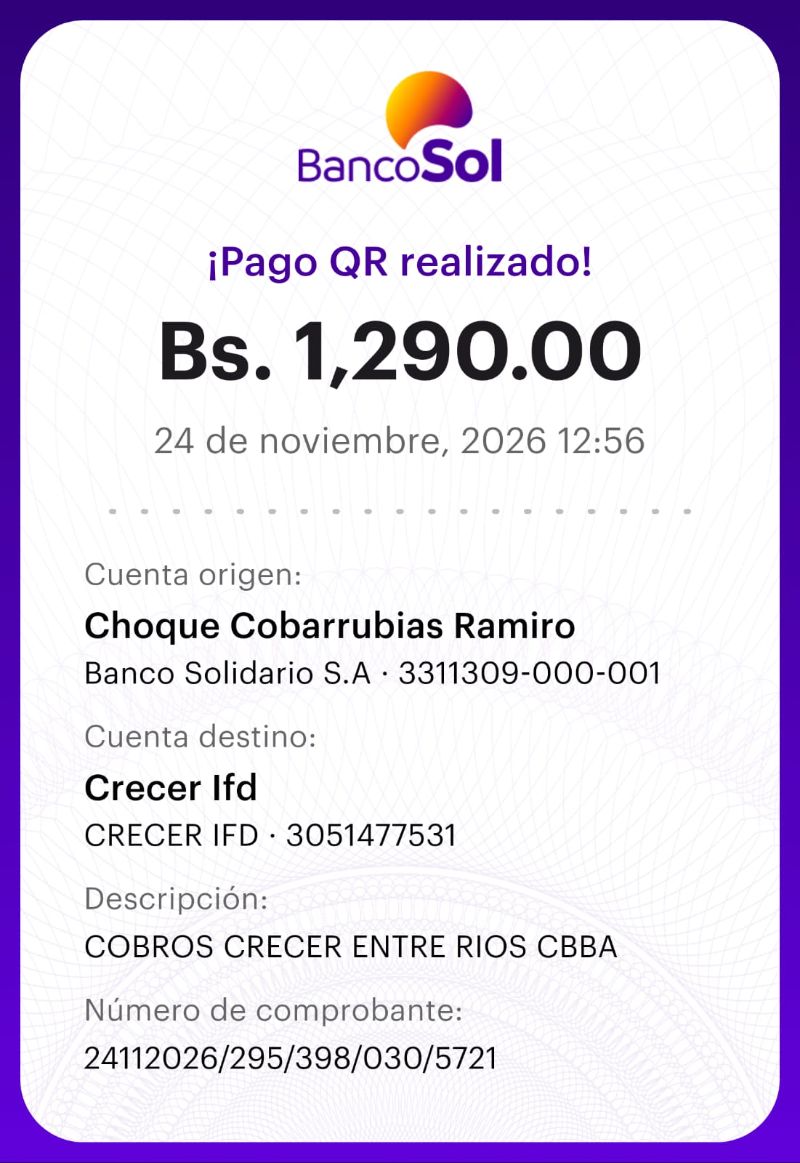 BancoSol
¡Pago QR realizado!
Bs. 1,290.00
24 de noviembre, 2026 12:56
Cuenta origen:
Choque Cobarrubias Ramiro
Banco Solidario S.A · 3311309-000-001
Cuenta destino:
Crecer Ifd
CRECER IFD · 3051477531
Descripción:
COBROS CRECER ENTRE RIOS CBBA
Número de comprobante:
24112026/295/398/030/5721